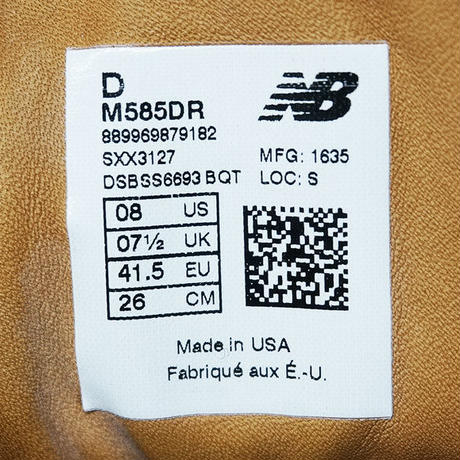 D
M585DR NB
889969879182
SXX3127 MFG: 1635
DSBSS6693 BQT LOC: S
08 US
07½ UK
41.5 EU
26 CM
Made in USA
Fabriqué aux É.-U.